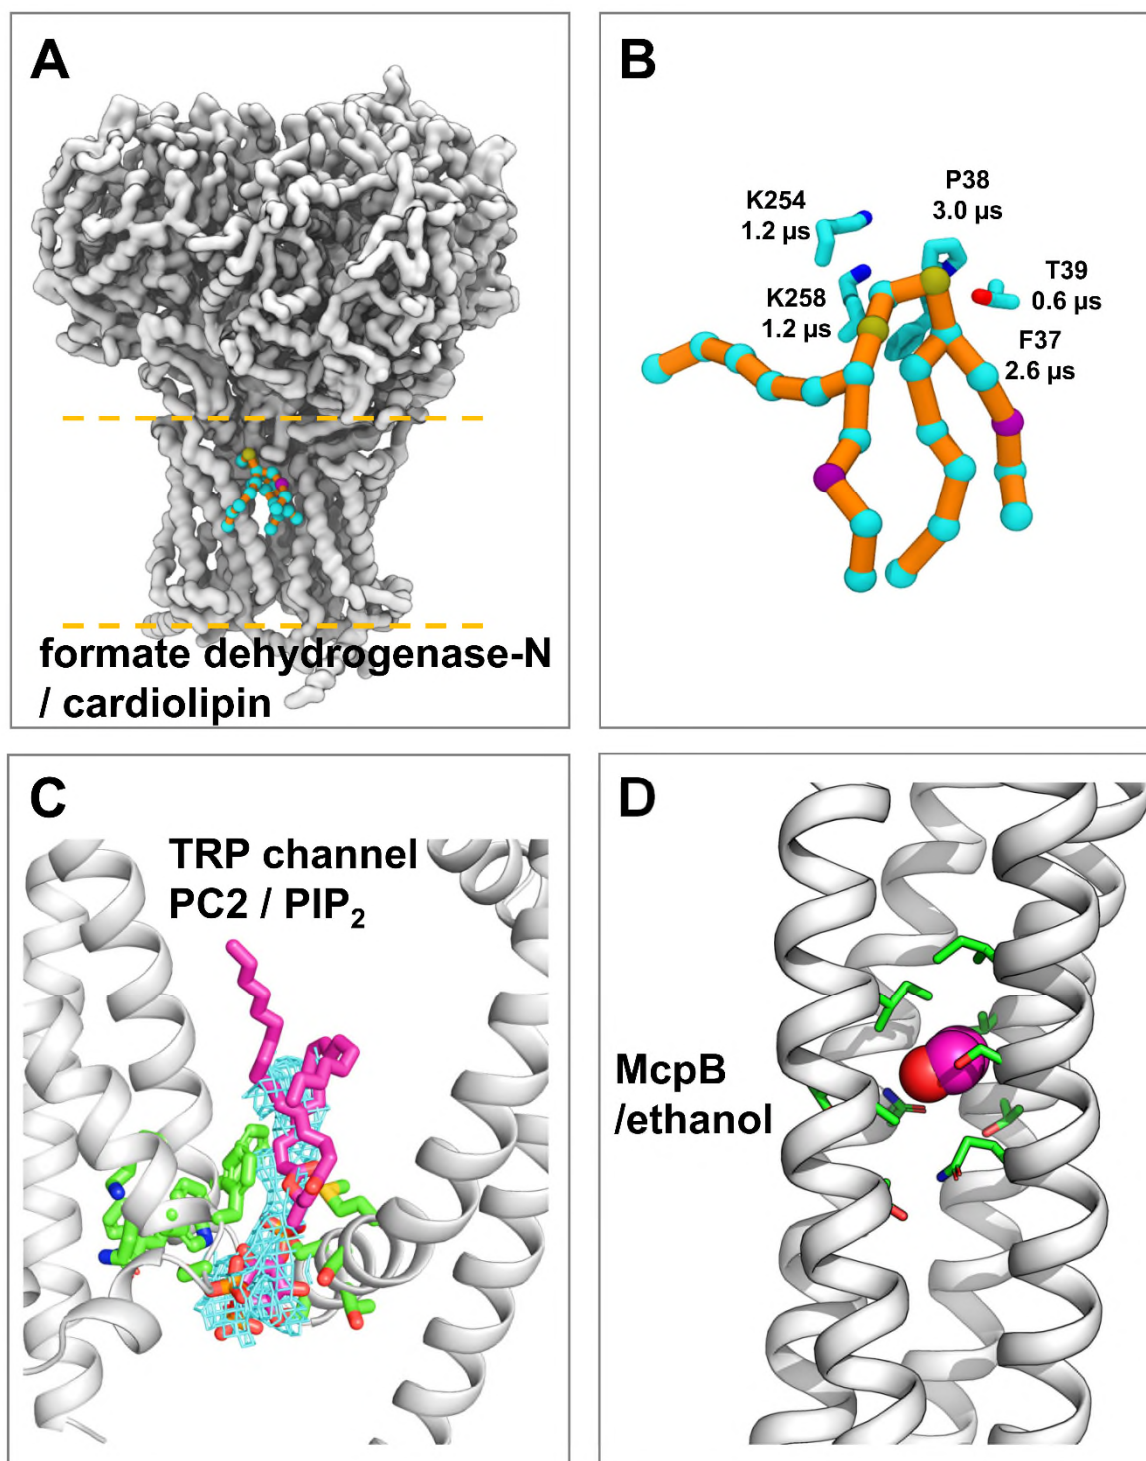 A
formate dehydrogenase-N
/ cardiolipin
B
K254
1.2 µs
P38
3.0 µs
K258
1.2 µs
T39
0.6 µs
F37
2.6 µs
C
TRP channel
PC2 / PIP₂
D
McpB
/ethanol